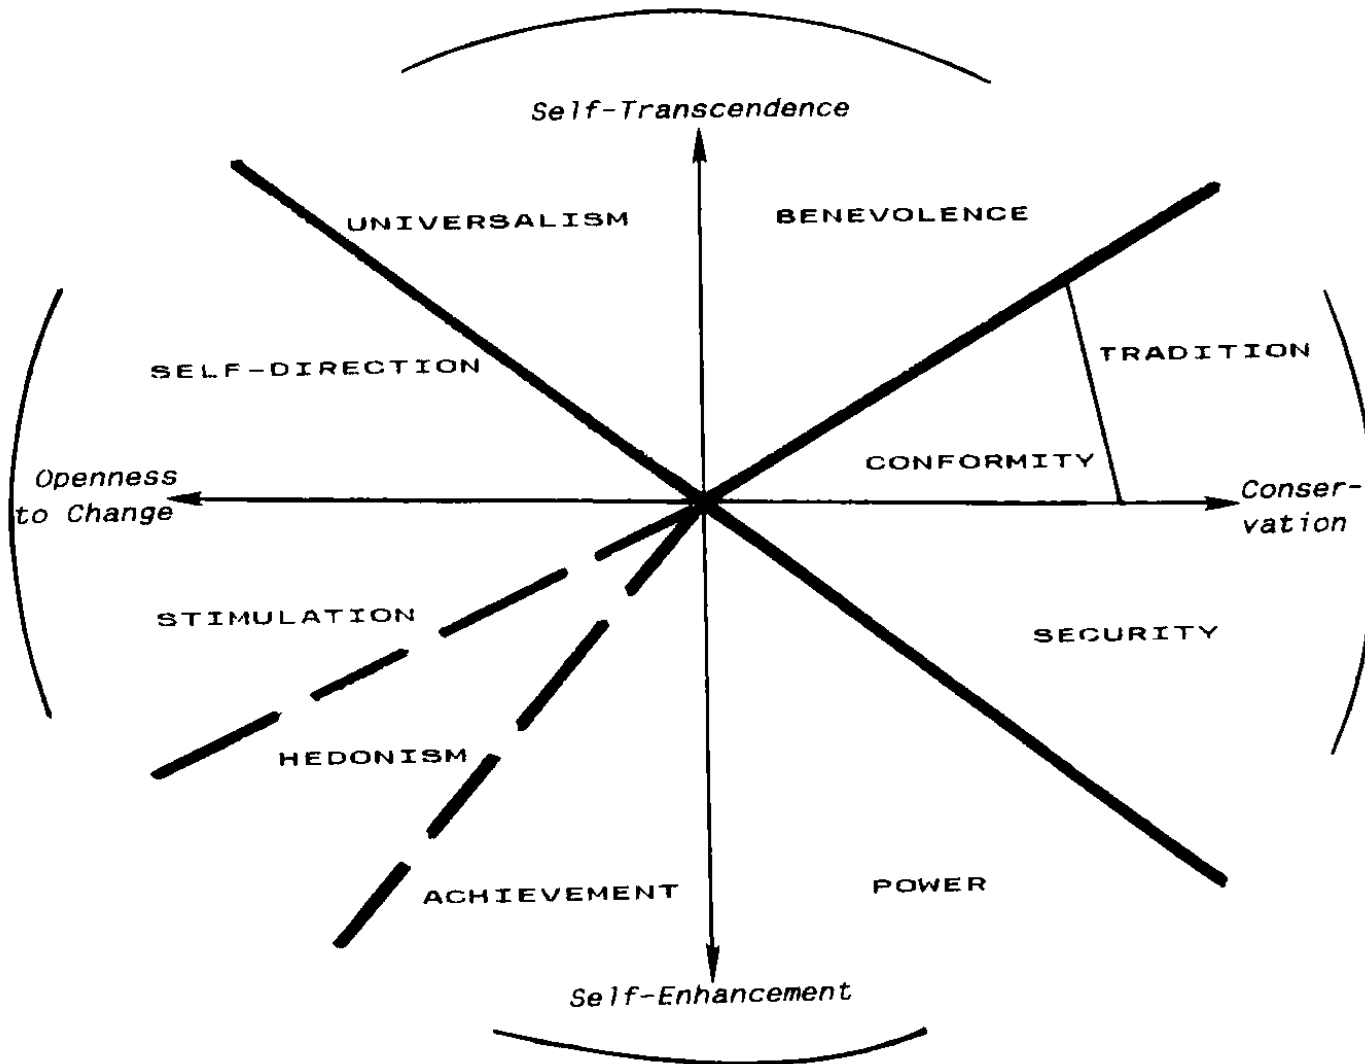 Self-Transcendence
UNIVERSALISM
BENEVOLENCE
SELF-DIRECTION
TRADITION
CONFORMITY
Openness
to Change
Conser-
vation
STIMULATION
SECURITY
HEDONISM
ACHIEVEMENT
POWER
Self-Enhancement